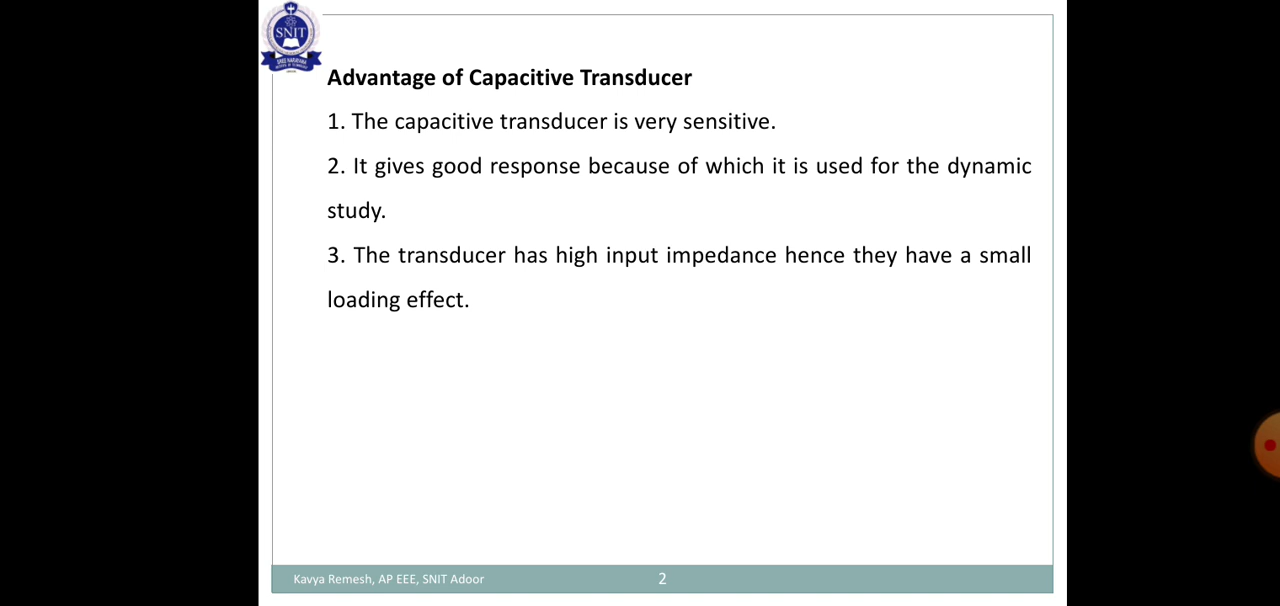 SNIT
SREE NARAYANA
Advantage of Capacitive Transducer
1. The capacitive transducer is very sensitive.
2. It gives good response because of which it is used for the dynamic
study.
3. The transducer has high input impedance hence they have a small
loading effect.
Kavya Remesh, AP EEE, SNIT Adoor
2